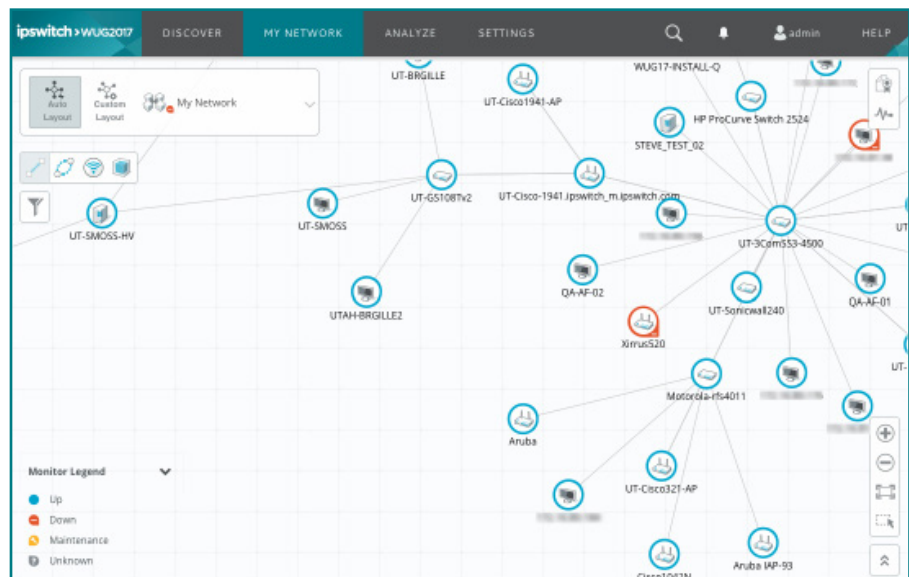 ipswitch > WUG2017 DISCOVER MY NETWORK ANALYZE SETTINGS admin HELP
Auto Layout
Custom Layout
My Network
UT-BRGILLE
UT-Cisco1941-AP
WUG17-INSTALL-Q
HP ProCurve Switch 2524
STEVE_TEST_02
UT-GS108Tv2
UT-Cisco-1941.ipswitch_m.ipswitch.com
UT-SMOSS-HV
UT-SMOSS
UT-3Com553-4500
UT
QA-AF-02
UT-Sonicwall240
QA-AF-01
UTAH-BRGILLE2
Xirrus520
UT-
Motorola-rfs4011
Aruba
UT-Cisco321-AP
Aruba IAP-93
Monitor Legend
Up
Down
Maintenance
Unknown